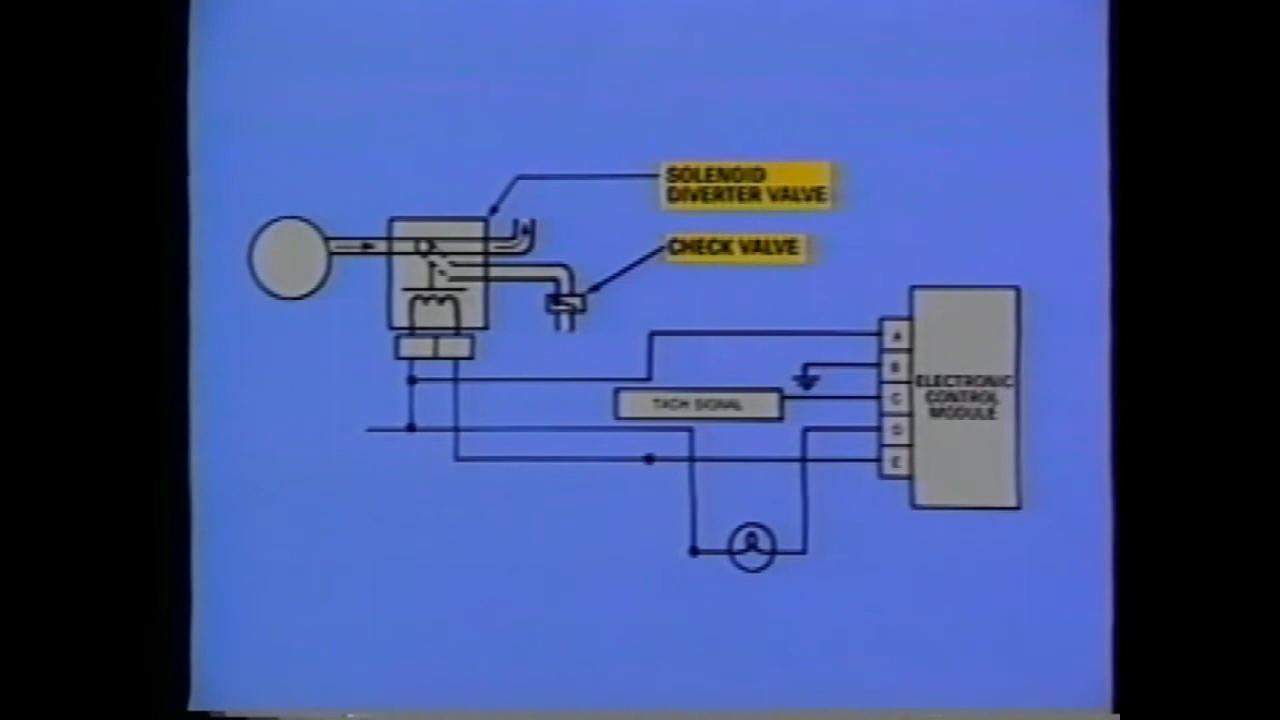 SOLENOID
DIVERTER VALVE
CHECK VALVE
A
B
ELECTRONIC
C
CONTROL
MODULE
TACH SIGNAL
D
E